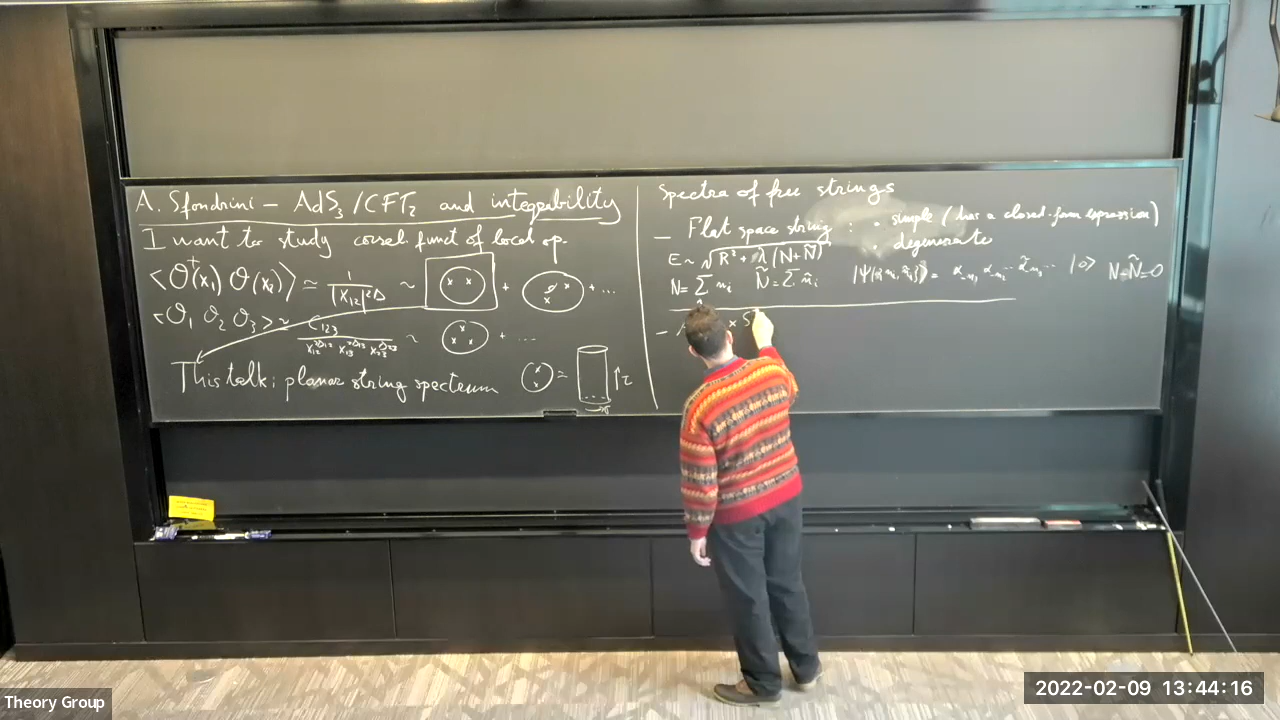 A. Sfondrini – AdS₃/CFT₂ and integrability
I want to study correl. funct of local op.
⟨O†(x₁) O(x₂)⟩ ≃ 1/|x₁₂|^2Δ ~ + + ...
⟨O₁ O₂ O₃⟩ ≃ C₁₂₃ ~ + ...
This talk: planar string spectrum ≃ ↑τ
Spectra of free strings
– Flat space string : • simple (has a closed-form expression)
• degenerate
E ~ √R² + λ(N+Ñ)
N = Σ nᵢ Ñ = Σ ñᵢ |0⟩ N-Ñ=0
– × S
Theory Group
2022-02-09 13:44:16